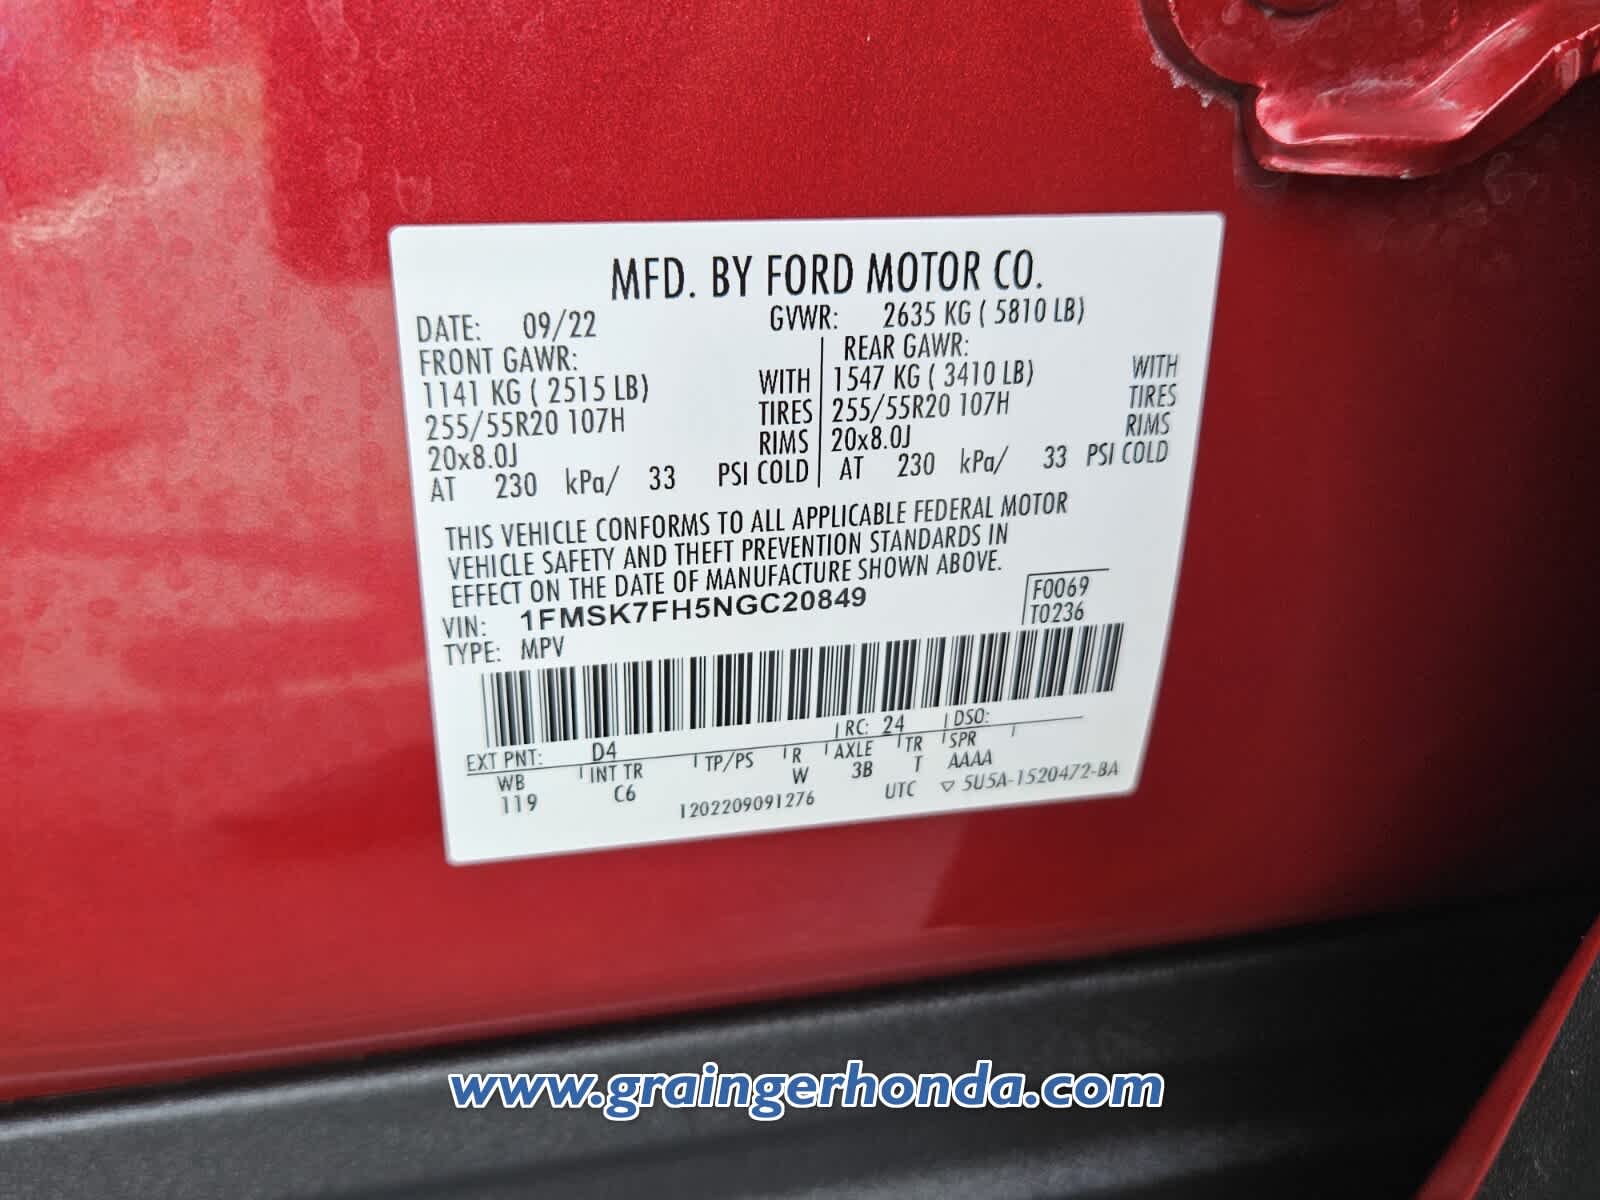 MFD. BY FORD MOTOR CO.
DATE: 09/22 GVWR: 2635 KG ( 5810 LB)
FRONT GAWR: REAR GAWR:
1141 KG ( 2515 LB) WITH 1547 KG ( 3410 LB) WITH
255/55R20 107H TIRES 255/55R20 107H TIRES
20x8.0J RIMS 20x8.0J RIMS
AT 230 kPa/ 33 PSI COLD AT 230 kPa/ 33 PSI COLD
THIS VEHICLE CONFORMS TO ALL APPLICABLE FEDERAL MOTOR
VEHICLE SAFETY AND THEFT PREVENTION STANDARDS IN
EFFECT ON THE DATE OF MANUFACTURE SHOWN ABOVE.
VIN: 1FMSK7FH5NGC20849 F0069
TYPE: MPV T0236
EXT PNT: D4 RC: 24 DSO:
WB INT TR TP/PS R AXLE TR SPR
119 C6 W 3B T AAAA
1202209091276 UTC ▽ 5U5A-1520472-BA
www.graingerhonda.com